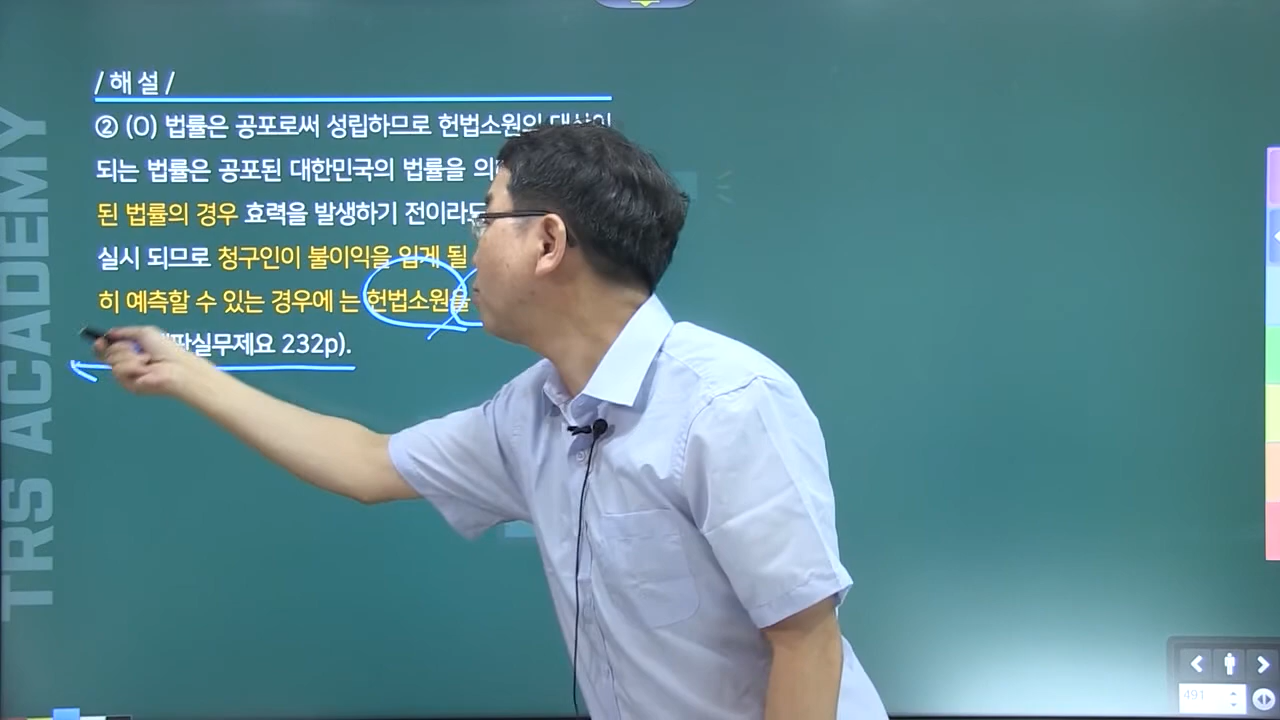 / 해 설 /
② (O) 법률은 공포로써 성립하므로 헌법소원의 대상이
되는 법률은 공포된 대한민국의 법률을
된 법률의 경우 효력을 발생하기 전이라도
실시 되므로 청구인이 불이익을 입게 될
히 예측할 수 있는 경우에 는 헌법소원을
232p).
TRS ACADEMY
491